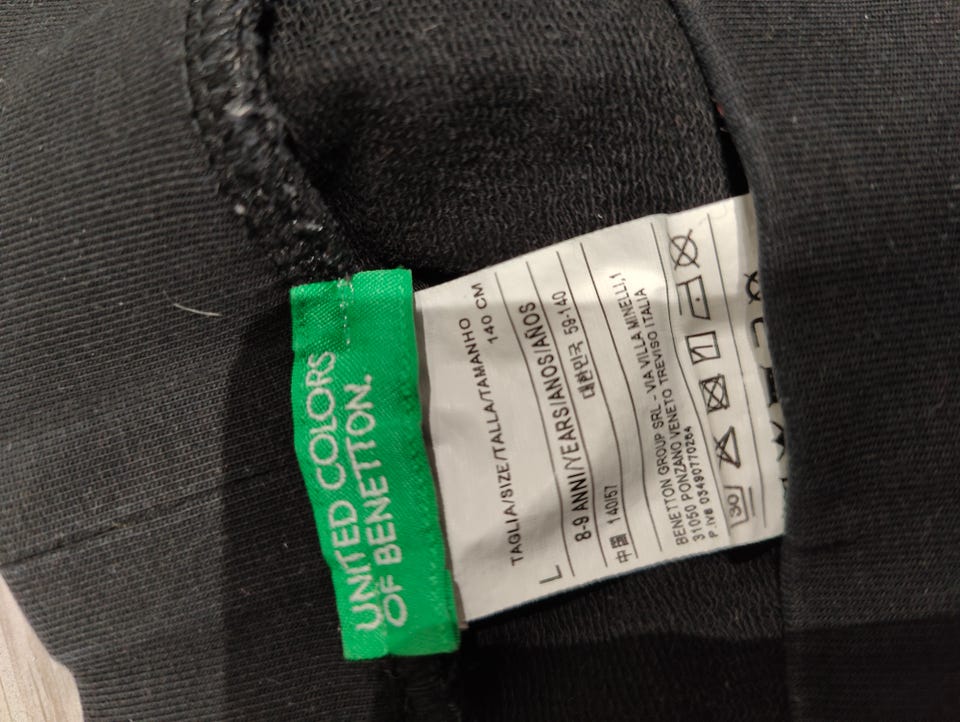 UNITED COLORS
OF BENETTON.
TAGLIA/SIZE/TALLA/TAMANHO
L 140 CM
8-9 ANNI/YEARS/ANOS/AÑOS
中国 140/57 대한민국 59-140
BENETTON GROUP SRL - VIA VILLA MINELLI,1
31050 PONZANO VENETO TREVISO ITALIA
P.IVA 03490770264
30